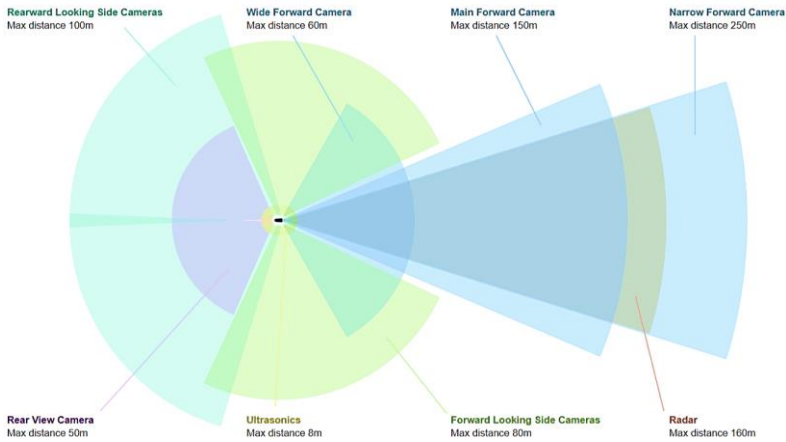 Rearward Looking Side Cameras
Max distance 100m
Wide Forward Camera
Max distance 60m
Main Forward Camera
Max distance 150m
Narrow Forward Camera
Max distance 250m
Rear View Camera
Max distance 50m
Ultrasonics
Max distance 8m
Forward Looking Side Cameras
Max distance 80m
Radar
Max distance 160m